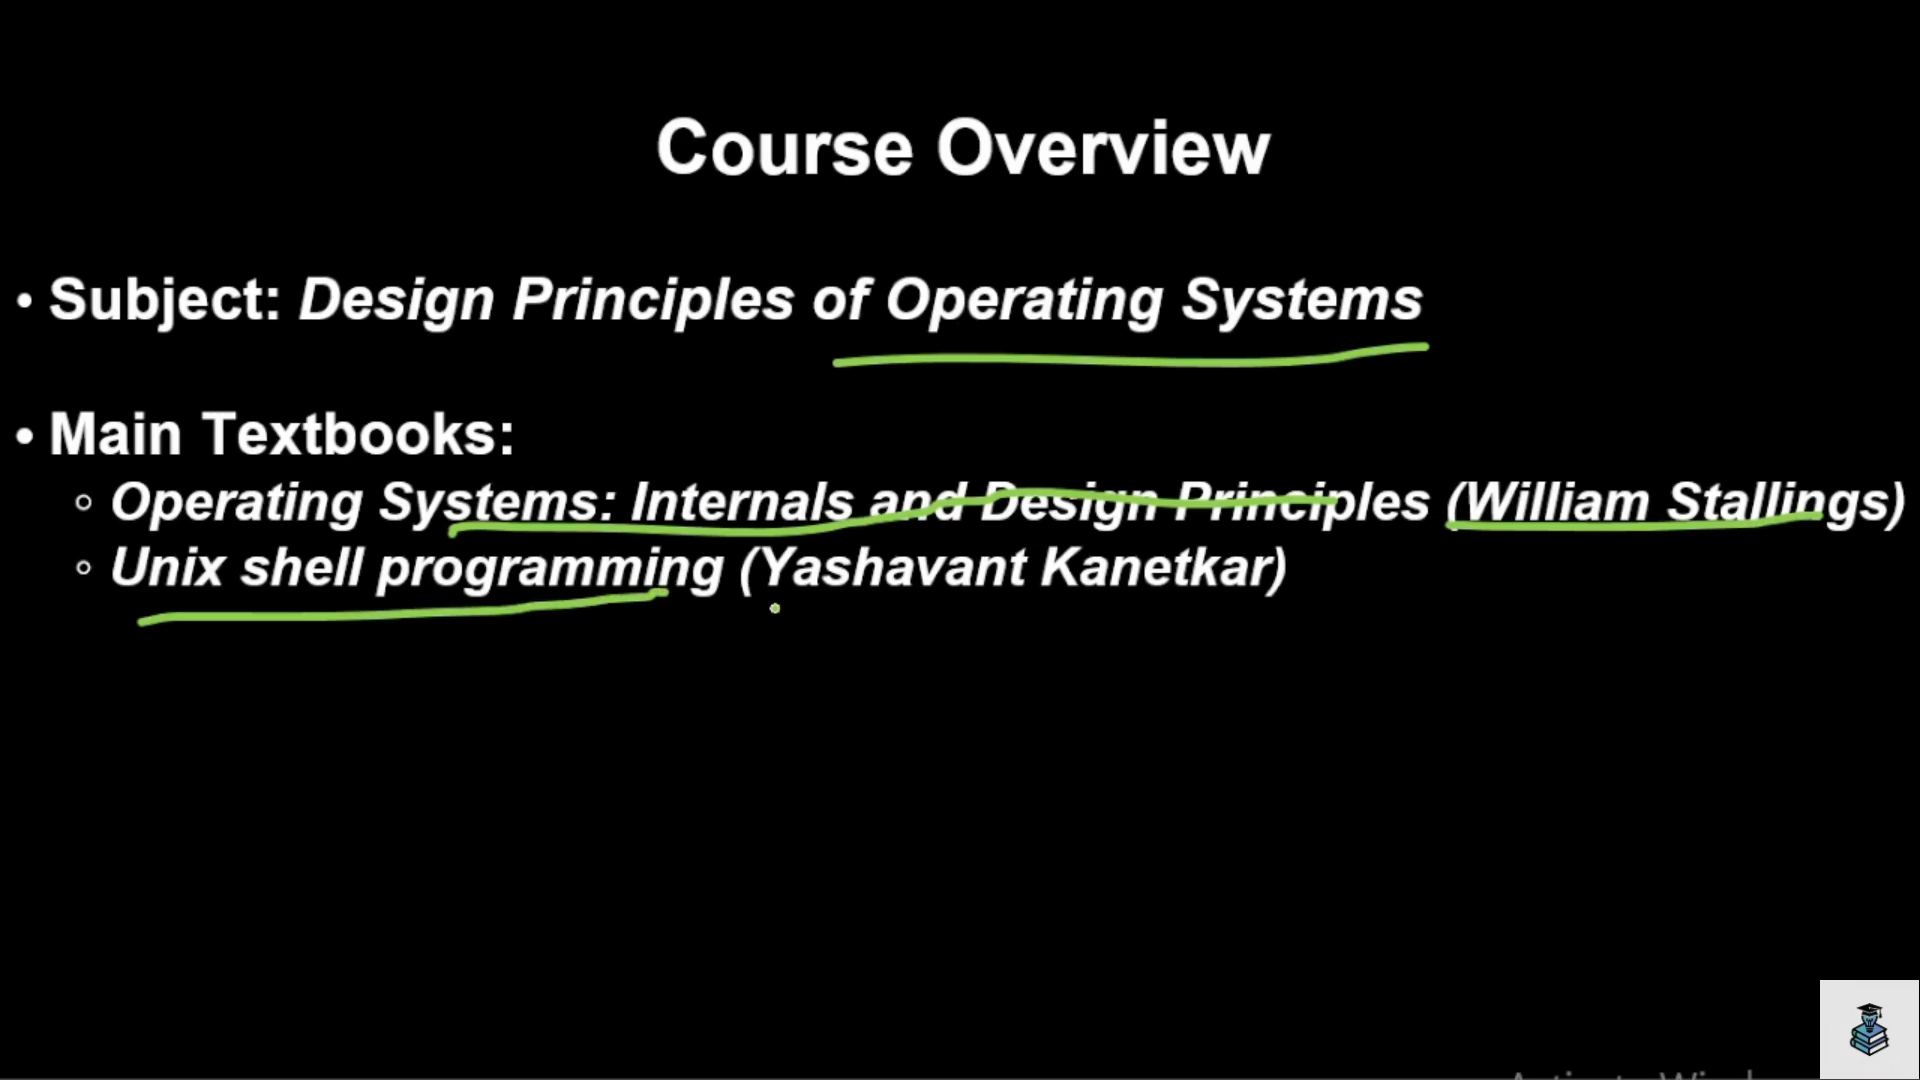 Course Overview
• Subject: Design Principles of Operating Systems
• Main Textbooks:
◦ Operating Systems: Internals and Design Principles (William Stallings)
◦ Unix shell programming (Yashavant Kanetkar)